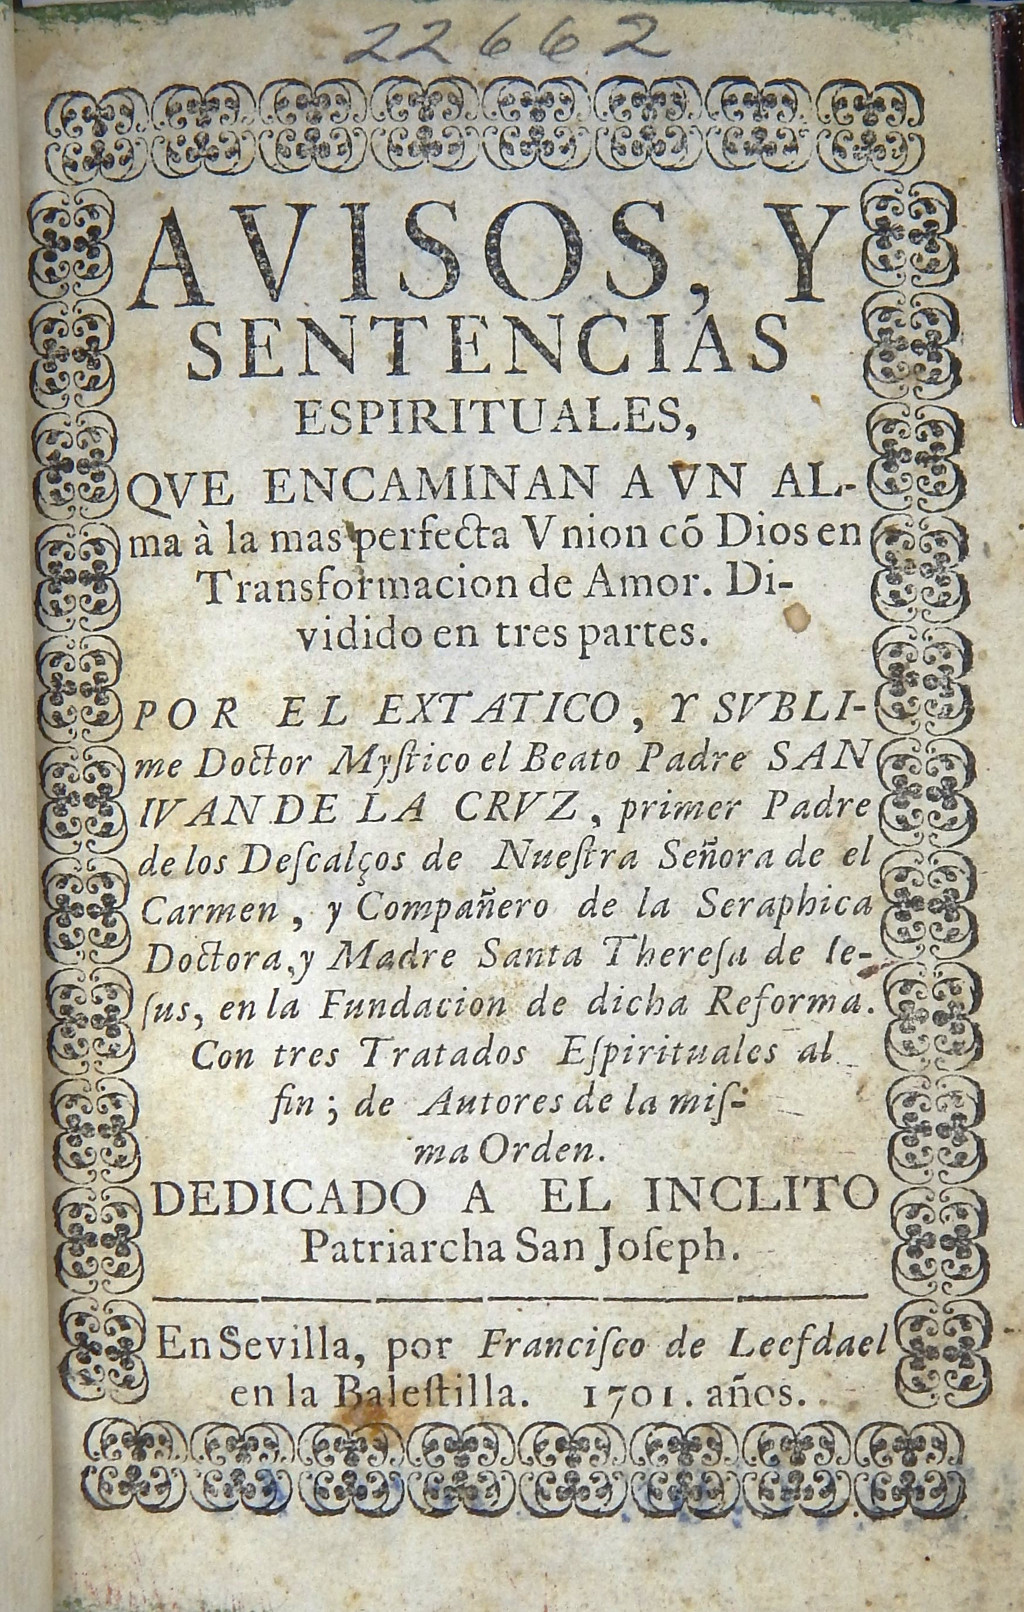 22662
AVISOS, Y
SENTENCIAS
ESPIRITUALES,
QVE ENCAMINAN A VN AL-
ma à la mas perfecta Vnion cõ Dios en
Transformacion de Amor. Di-
vidido en tres partes.
POR EL EXTATICO, Y SVBLI-
me Doctor Myſtico el Beato Padre SAN
IVAN DE LA CRVZ, primer Padre
de los Deſcalços de Nueſtra Señora de el
Carmen, y Compañero de la Seraphica
Doctora, y Madre Santa Thereſa de Ie-
ſus, en la Fundacion de dicha Reforma.
Con tres Tratados Eſpirituales al
fin; de Autores de la miſ-
ma Orden.
DEDICADO A EL INCLITO
Patriarcha San Joſeph.
En Sevilla, por Franciſco de Leefdael
en la Baleſtilla. 1701. años.